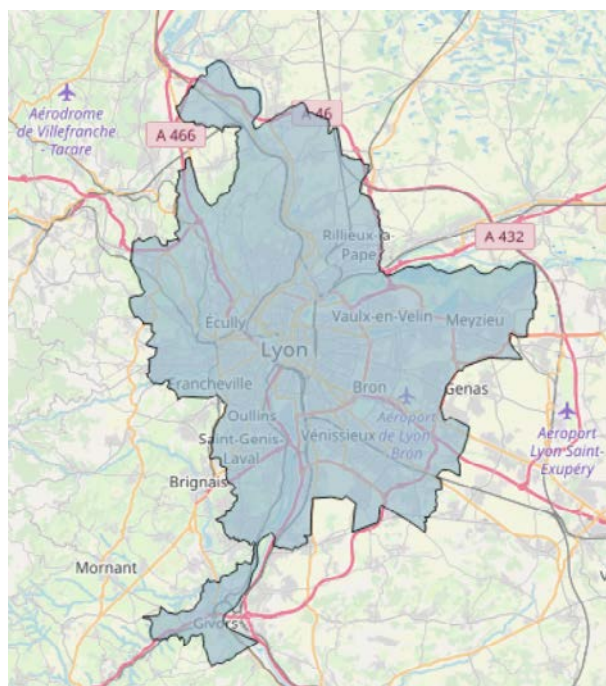 A 46
Aérodrome
de Villefranche
- Tarare
A 466
Rillieux-la-
Pape
A 432
Écully
Vaulx-en-Velin
Meyzieu
Lyon
Francheville
Bron
Genas
Oullins
Aéroport
de Lyon-
Bron
Saint-Genis-
Laval
Vénissieux
Aéroport
Lyon Saint-
Exupéry
Brignais
Mornant
Givors